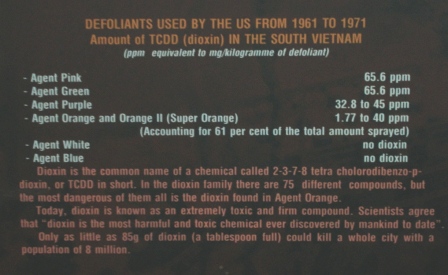 DEFOLIANTS USED BY THE US FROM 1961 TO 1971
Amount of TCDD (dioxin) IN THE SOUTH VIETNAM
(ppm equivalent to mg/kilogramme of defoliant)
- Agent Pink 65.6 ppm
- Agent Green 65.6 ppm
- Agent Purple 32.8 to 45 ppm
- Agent Orange and Orange II (Super Orange) 1.77 to 40 ppm
(Accounting for 61 per cent of the total amount sprayed)
- Agent White no dioxin
- Agent Blue no dioxin
Dioxin is the common name of a chemical called 2-3-7-8 tetra cholorodibenzo-p-
dioxin, or TCDD in short. In the dioxin family there are 75 different compounds, but
the most dangerous of them all is the dioxin found in Agent Orange.
Today, dioxin is known as an extremely toxic and firm compound. Scientists agree
that "dioxin is the most harmful and toxic chemical ever discovered by mankind to date".
Only as little as 85g of dioxin (a tablespoon full) could kill a whole city with a
population of 8 million.